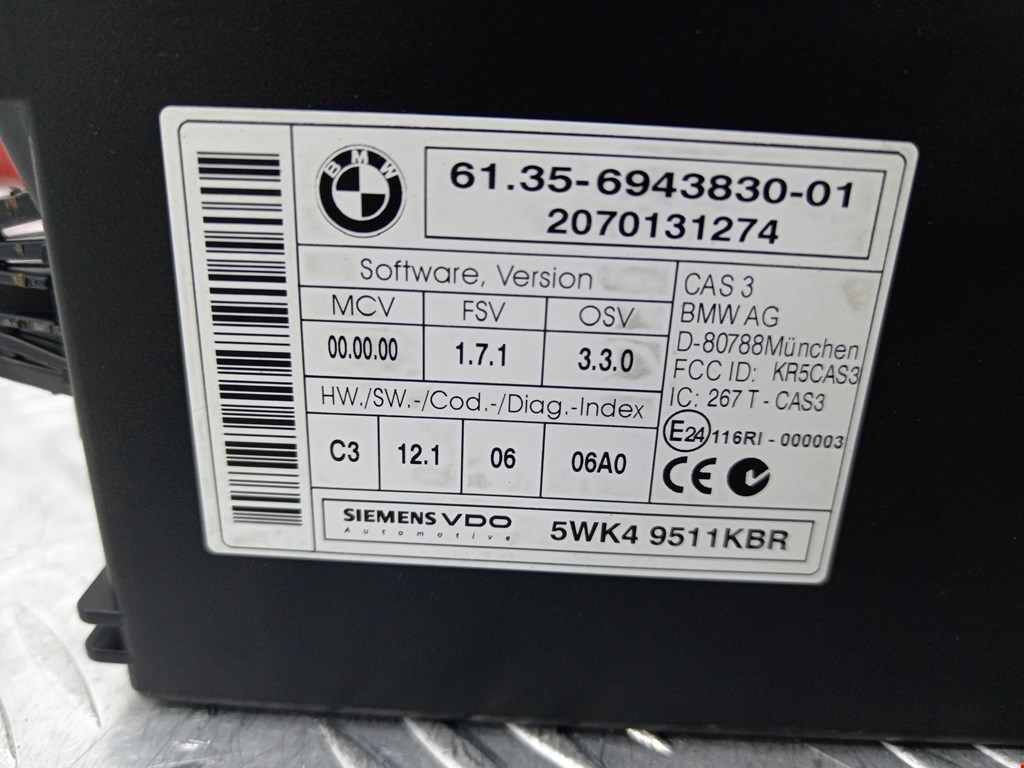 BMW
61.35-6943830-01
2070131274
Software, Version
MCV FSV OSV
00.00.00 1.7.1 3.3.0
HW./SW.-/Cod.-/Diag.-Index
C3 12.1 06 06A0
CAS 3
BMW AG
D-80788München
FCC ID: KR5CAS3
IC: 267 T - CAS3
E24 116RI - 000003
CE
SIEMENS VDO
Automotive
5WK4 9511KBR